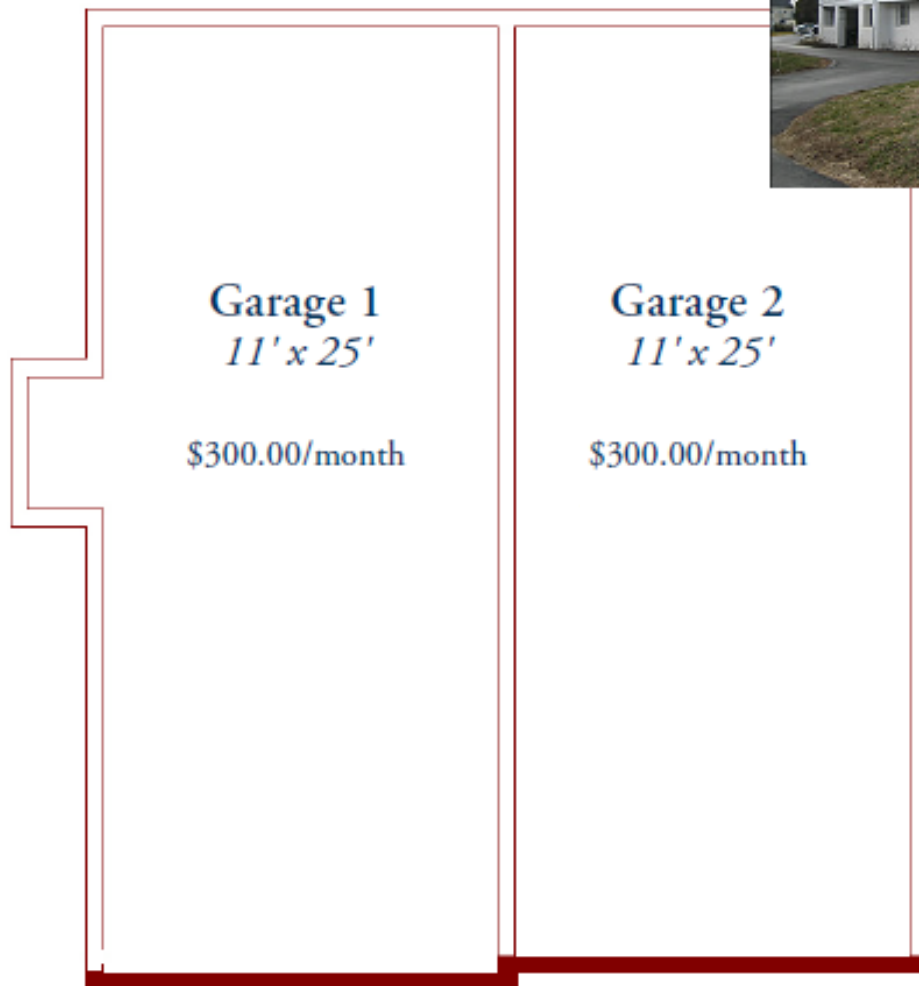 Garage 1
11' x 25'
$300.00/month
Garage 2
11' x 25'
$300.00/month